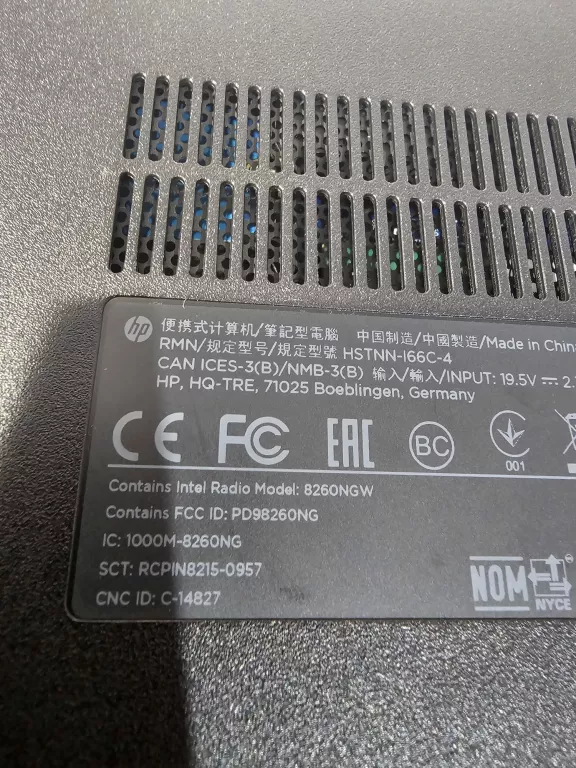 hp 便携式计算机/筆記型電腦 中国制造/中國製造/Made in China
RMN/规定型号/規定型號 HSTNN-I66C-4
CAN ICES-3(B)/NMB-3(B) 输入/輸入/INPUT: 19.5V⎓2.
HP, HQ-TRE, 71025 Boeblingen, Germany
CE FC EAC BC
001
Contains Intel Radio Model: 8260NGW
Contains FCC ID: PD98260NG
IC: 1000M-8260NG
SCT: RCPIN8215-0957
CNC ID: C-14827
NOM
NYCE